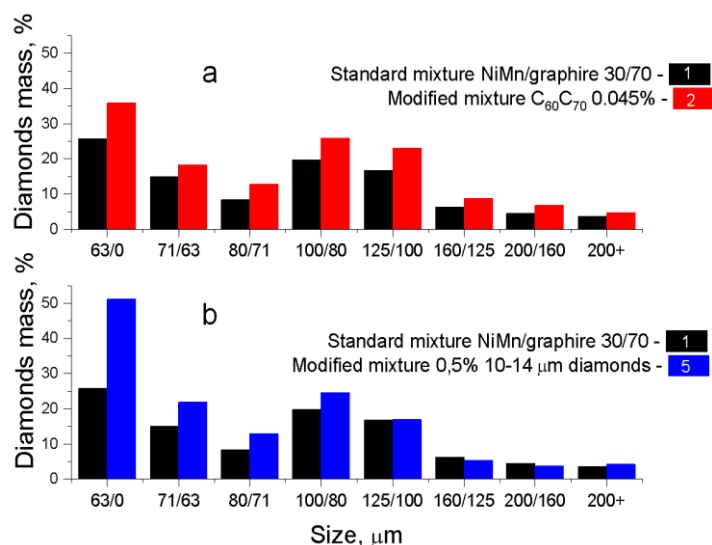 Diamonds mass, %
50
40
30
20
10
0
a
Standard mixture NiMn/graphire 30/70 - 1
Modified mixture C₆₀C₇₀ 0.045% - 2
63/0 71/63 80/71 100/80 125/100 160/125 200/160 200+
Diamonds mass, %
50
40
30
20
10
0
b
Standard mixture NiMn/graphire 30/70 - 1
Modified mixture 0,5% 10-14 μm diamonds - 5
63/0 71/63 80/71 100/80 125/100 160/125 200/160 200+
Size, μm